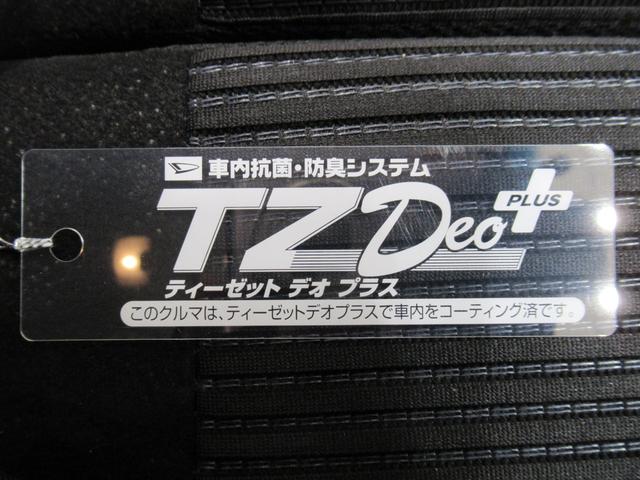 車内抗菌・防臭システム
TZ Deo PLUS
ティーゼット デオ プラス
このクルマは、ティーゼットデオプラスで車内をコーティング済です。